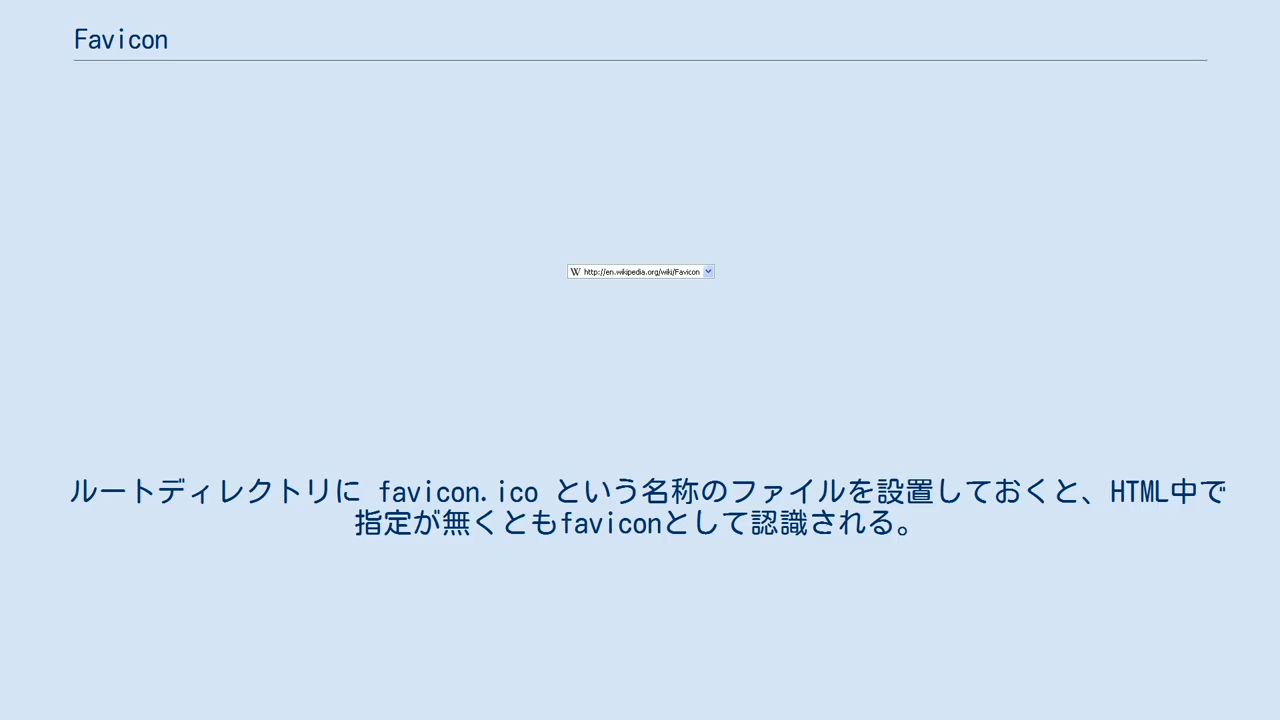 Favicon
W http://en.wikipedia.org/wiki/Favicon
ルートディレクトリに favicon.ico という名称のファイルを設置しておくと、HTML中で
指定が無くともfaviconとして認識される。